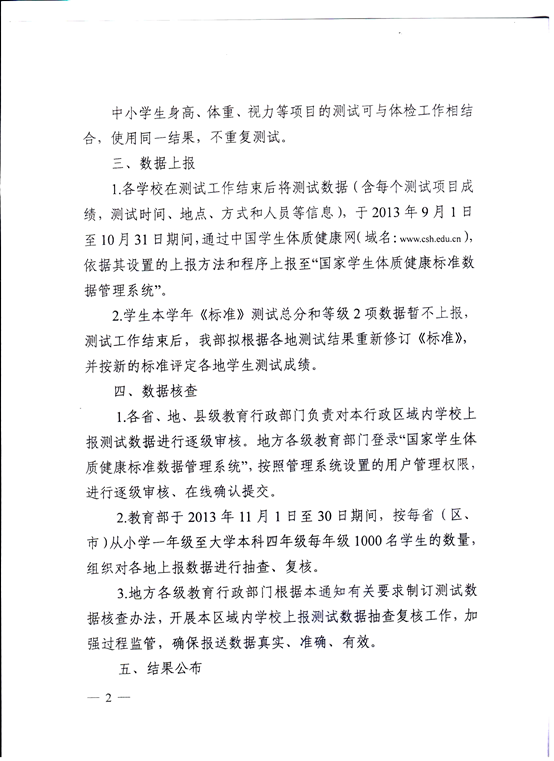 中小学生身高、体重、视力等项目的测试可与体检工作相结
合，使用同一结果，不重复测试。
三、数据上报
1.各学校在测试工作结束后将测试数据（含每个测试项目成
绩，测试时间、地点、方式和人员等信息），于 2013 年 9 月 1 日
至 10 月 31 日期间，通过中国学生体质健康网（域名：www.csh.edu.cn），
依据其设置的上报方法和程序上报至“国家学生体质健康标准数
据管理系统”。
2.学生本学年《标准》测试总分和等级 2 项数据暂不上报，
测试工作结束后，我部拟根据各地测试结果重新修订《标准》，
并按新的标准评定各地学生测试成绩。
四、数据核查
1.各省、地、县级教育行政部门负责对本行政区域内学校上
报测试数据进行逐级审核。地方各级教育部门登录“国家学生体
质健康标准数据管理系统”，按照管理系统设置的用户管理权限，
进行逐级审核、在线确认提交。
2.教育部于 2013 年 11 月 1 日至 30 日期间，按每省（区、
市）从小学一年级至大学本科四年级每年级 1000 名学生的数量，
组织对各地上报数据进行抽查、复核。
3.地方各级教育行政部门根据本通知有关要求制订测试数
据核查办法，开展本区域内学校上报测试数据抽查复核工作，加
强过程监管，确保报送数据真实、准确、有效。
五、结果公布
— 2 —